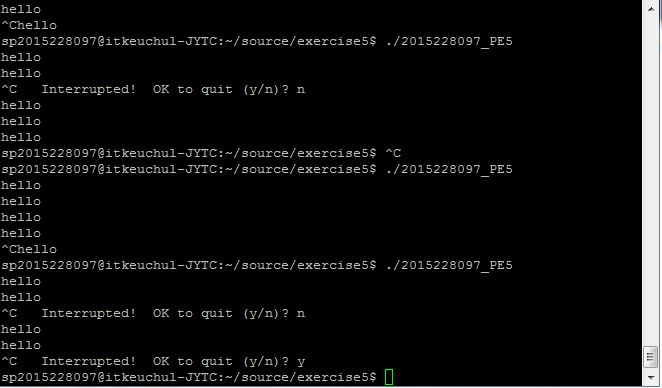 hello
^Chello
sp2015228097@itkeuchul-JYTC:~/source/exercise5$ ./2015228097_PE5
hello
hello
^C   Interrupted!  OK to quit (y/n)? n
hello
hello
hello
sp2015228097@itkeuchul-JYTC:~/source/exercise5$ ^C
sp2015228097@itkeuchul-JYTC:~/source/exercise5$ ./2015228097_PE5
hello
hello
hello
hello
^Chello
sp2015228097@itkeuchul-JYTC:~/source/exercise5$ ./2015228097_PE5
hello
hello
^C   Interrupted!  OK to quit (y/n)? n
hello
hello
^C   Interrupted!  OK to quit (y/n)? y
sp2015228097@itkeuchul-JYTC:~/source/exercise5$